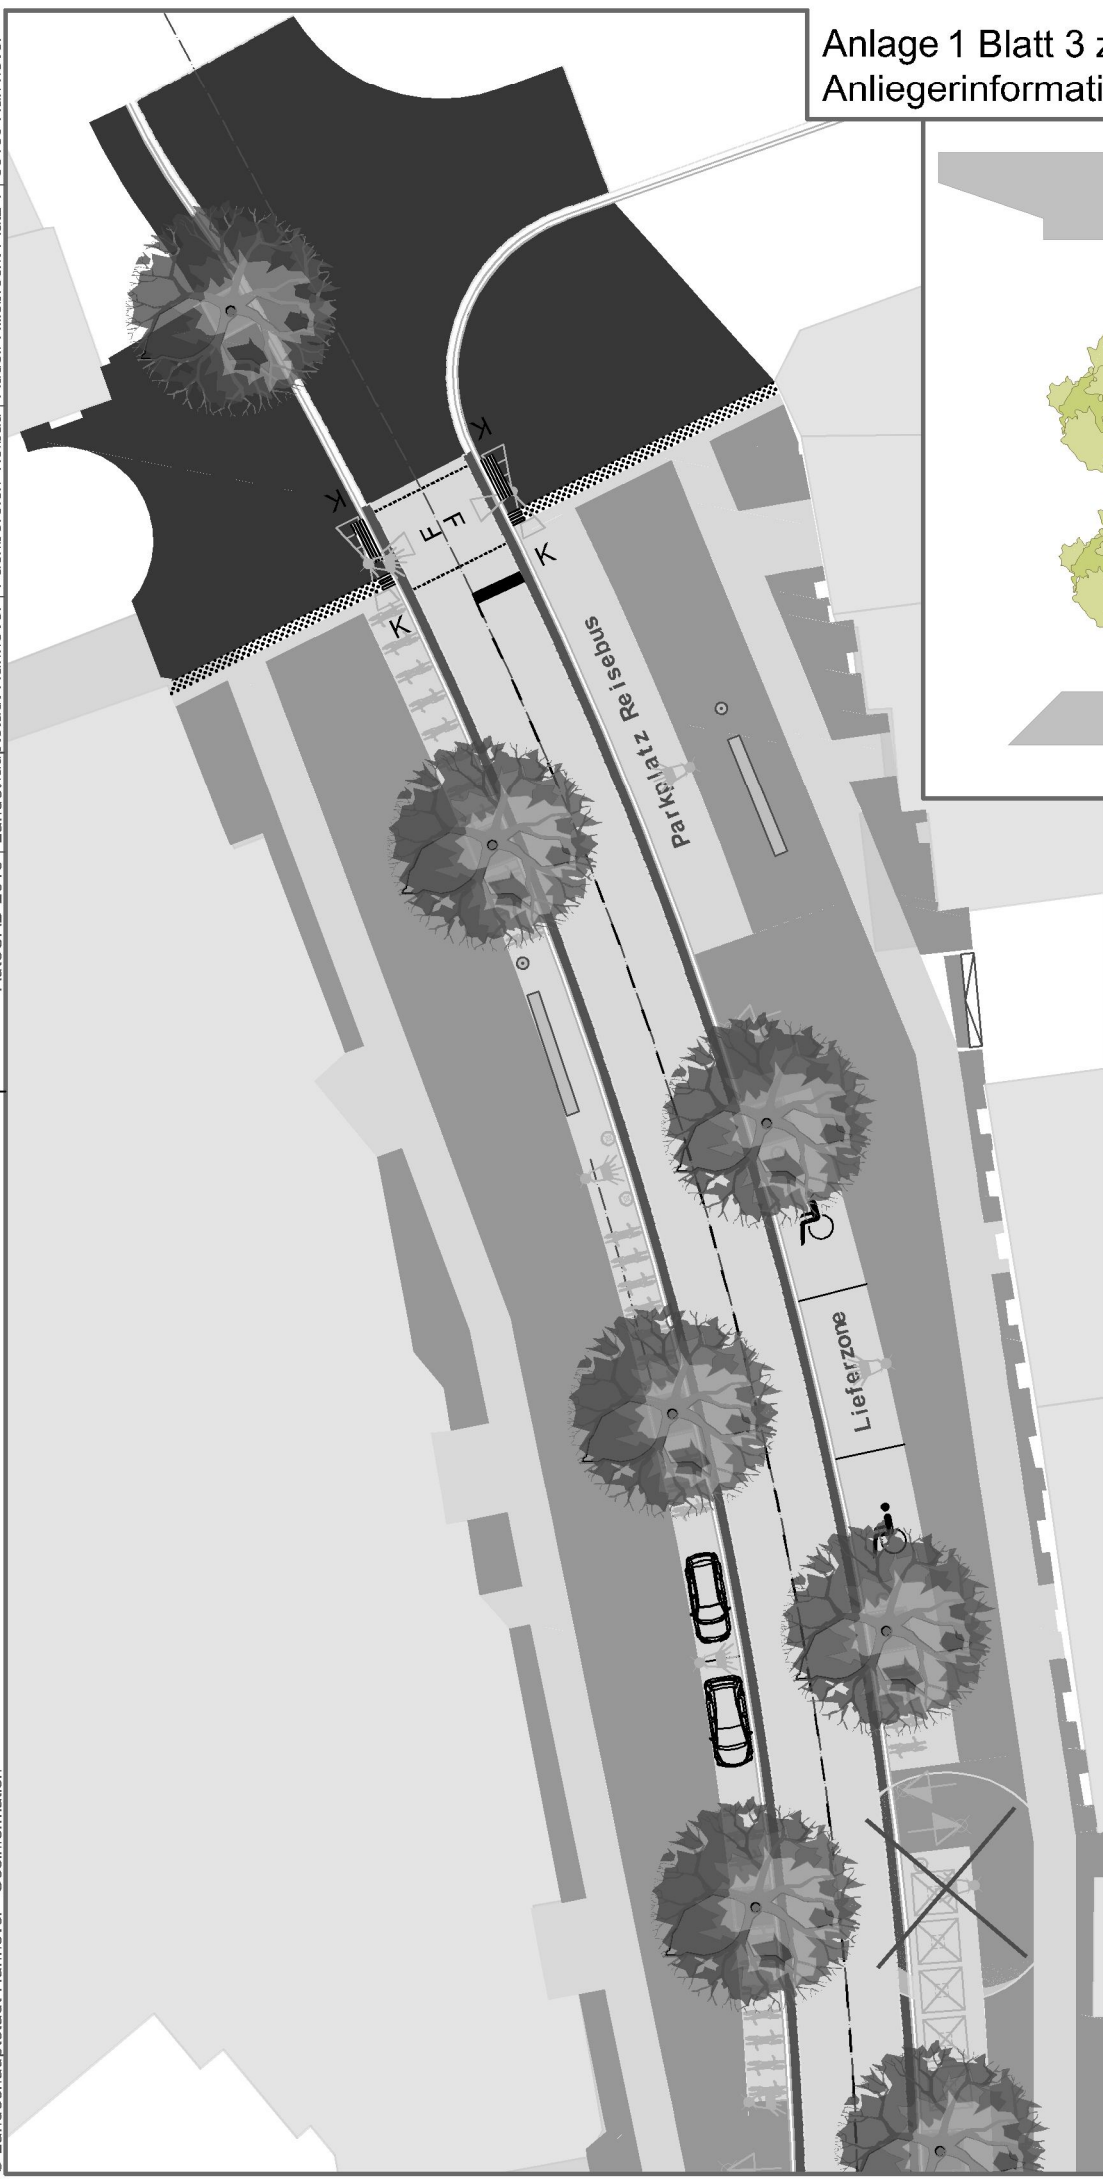 Anlage 1 Blatt 3
Anliegerinformati
K
K
F
F
K
K
Parkplatz Reisebus
Lieferzone